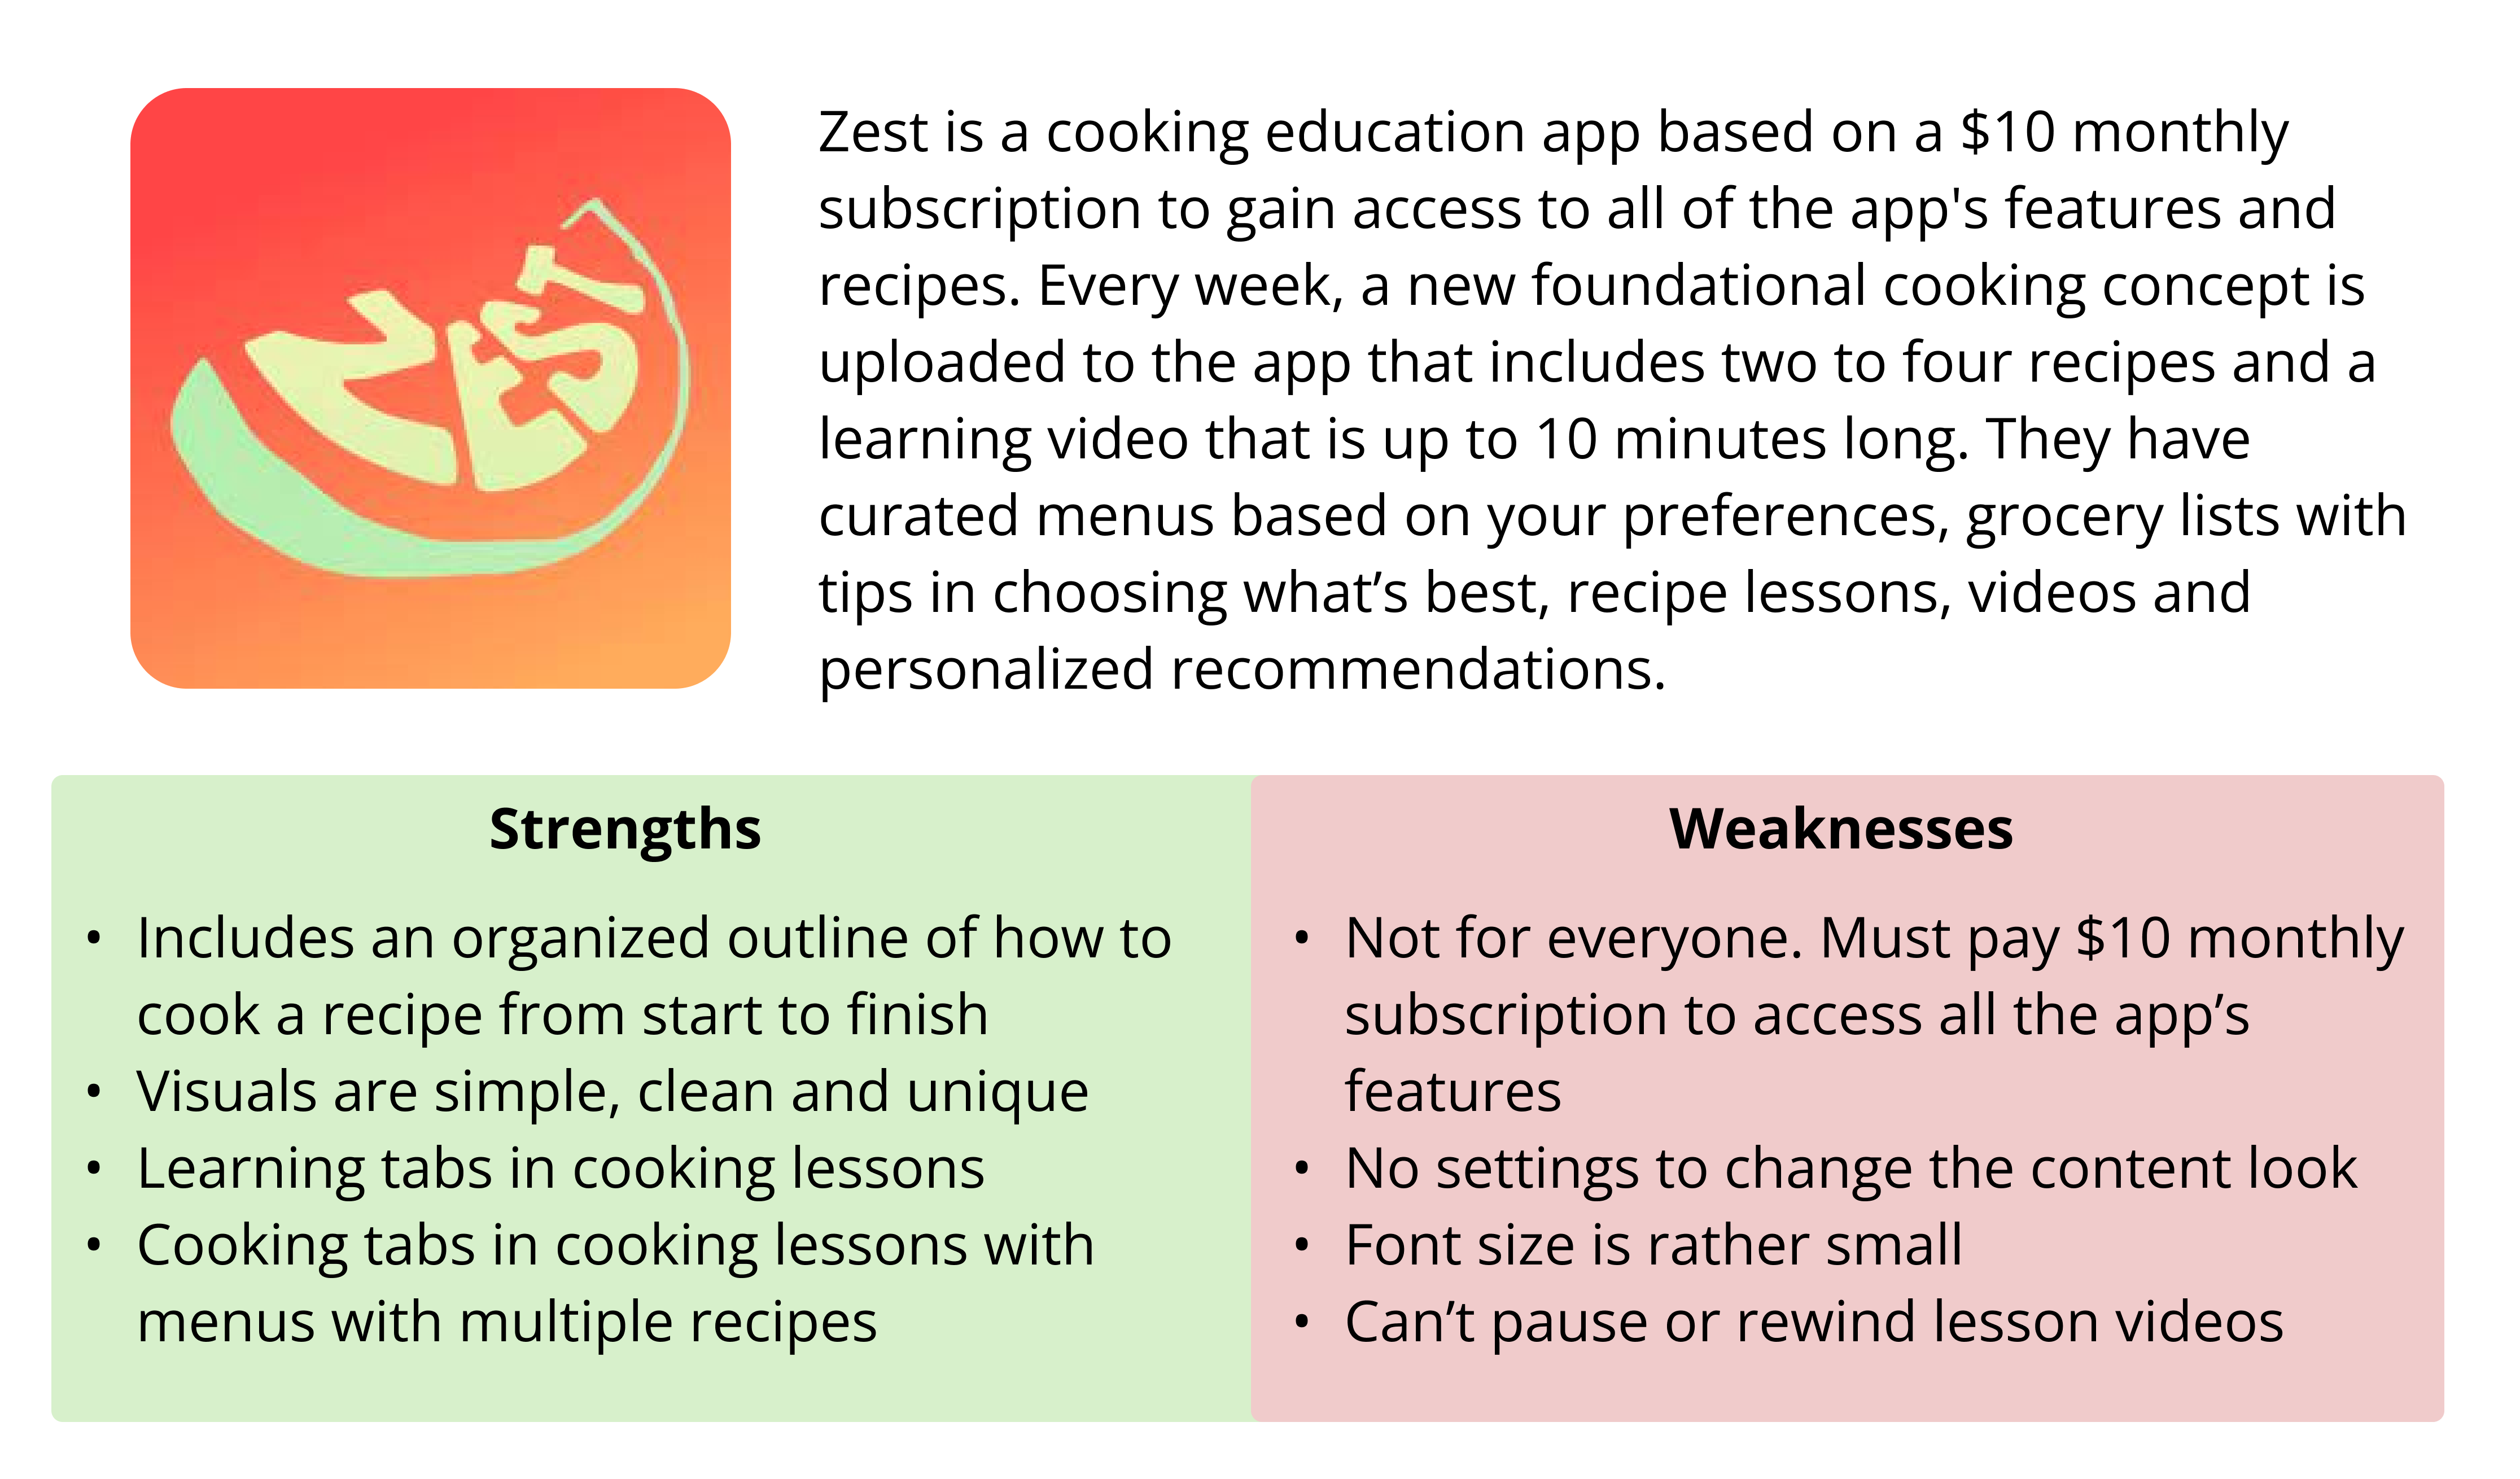 ZEST
Zest is a cooking education app based on a $10 monthly
subscription to gain access to all of the app's features and
recipes. Every week, a new foundational cooking concept is
uploaded to the app that includes two to four recipes and a
learning video that is up to 10 minutes long. They have
curated menus based on your preferences, grocery lists with
tips in choosing what’s best, recipe lessons, videos and
personalized recommendations.
Strengths
• Includes an organized outline of how to
cook a recipe from start to finish
• Visuals are simple, clean and unique
• Learning tabs in cooking lessons
• Cooking tabs in cooking lessons with
menus with multiple recipes
Weaknesses
• Not for everyone. Must pay $10 monthly
subscription to access all the app’s
features
• No settings to change the content look
• Font size is rather small
• Can’t pause or rewind lesson videos